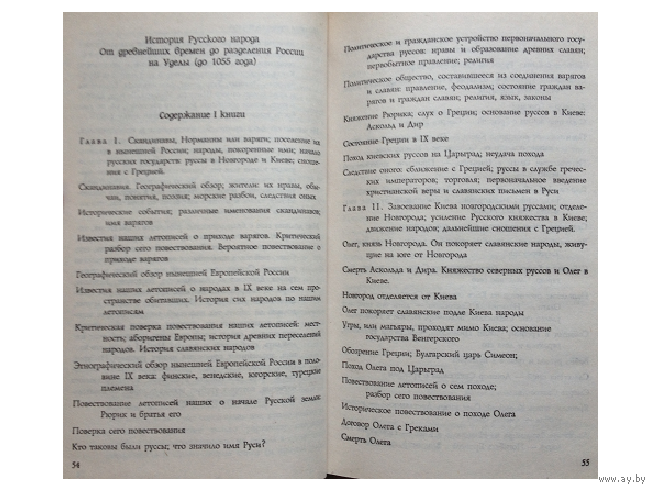 История Русского народа
От древнейших времен до разделения России
на Уделы (до 1055 года)
Содержание I книги
Глава I. Скандинавы, Норманны или варяги; поселение их
в нынешней России; народы, покоренные ими; начало
русских государств: руссы в Новгороде и Киеве; сноше-
ния с Грецией.
Скандинавия. Географический обзор; жители: их нравы, обы-
чаи, понятия, поэзия; морские разбои, следствия оных
Исторические события; различные именования скандинавов;
имя варягов
Известия наших летописей о приходе варягов. Критический
разбор сего повествования. Вероятное повествование о
приходе варягов
Географический обзор нынешней Европейской России
Известия наших летописей о народах в IX веке на сем про-
странстве обитавших. История сих народов по нашим
летописям
Критическая поверка повествования наших летописей: мест-
ность; аборигены Европы; история древних переселений
народов. История славянских народов
Этнографический обзор нынешней Европейской России в поло-
вине IX века: финские, венедские, югорские, турецкие
племена
Повествование летописей наших о начале Русской земли:
Рюрик и братья его
Поверка сего повествования
Кто таковы были руссы; что значило имя Руси?
54
Политическое и гражданское устройство первоначального госу-
дарства руссов: нравы и образование древних славян;
первобытное правление; религия
Политическое общество, составившееся из соединения варягов
и славян: правление, феодализм; состояние граждан ва-
рягов и граждан славян; религия, язык, законы
Княжение Рюрика; слух о Греции; основание руссов в Киеве:
Аскольд и Дир
Состояние Греции в IX веке
Поход киевских руссов на Царьград; неудача похода
Следствие оного: сближение с Грецией; руссы в службе грече-
ских императоров; торговля; первоначальное введение
христианской веры и славянских письмен в Руси
Глава II. Завоевание Киева новгородскими руссами; отделе-
ние Новгорода; усиление Русского княжества в Киеве;
движение народов; дальнейшие сношения с Грецией.
Олег, князь Новгорода. Он покоряет славянские народы, живу-
щие на юге от Новгорода
Смерть Аскольда и Дира. Княжество северных руссов и Олег в
Киеве.
Новгород отделяется от Киева
Олег покоряет славянские подле Киева народы
Угры, или мадьяры, проходят мимо Киева; основание
государства Венгерского
Обозрение Греции; Булгарский царь Симеон;
Поход Олега под Царьград
Повествование летописей о сем походе;
разбор сего повествования
Историческое повествование о походе Олега
Договор Олега с Греками
Смерть Олега
55
ay.by